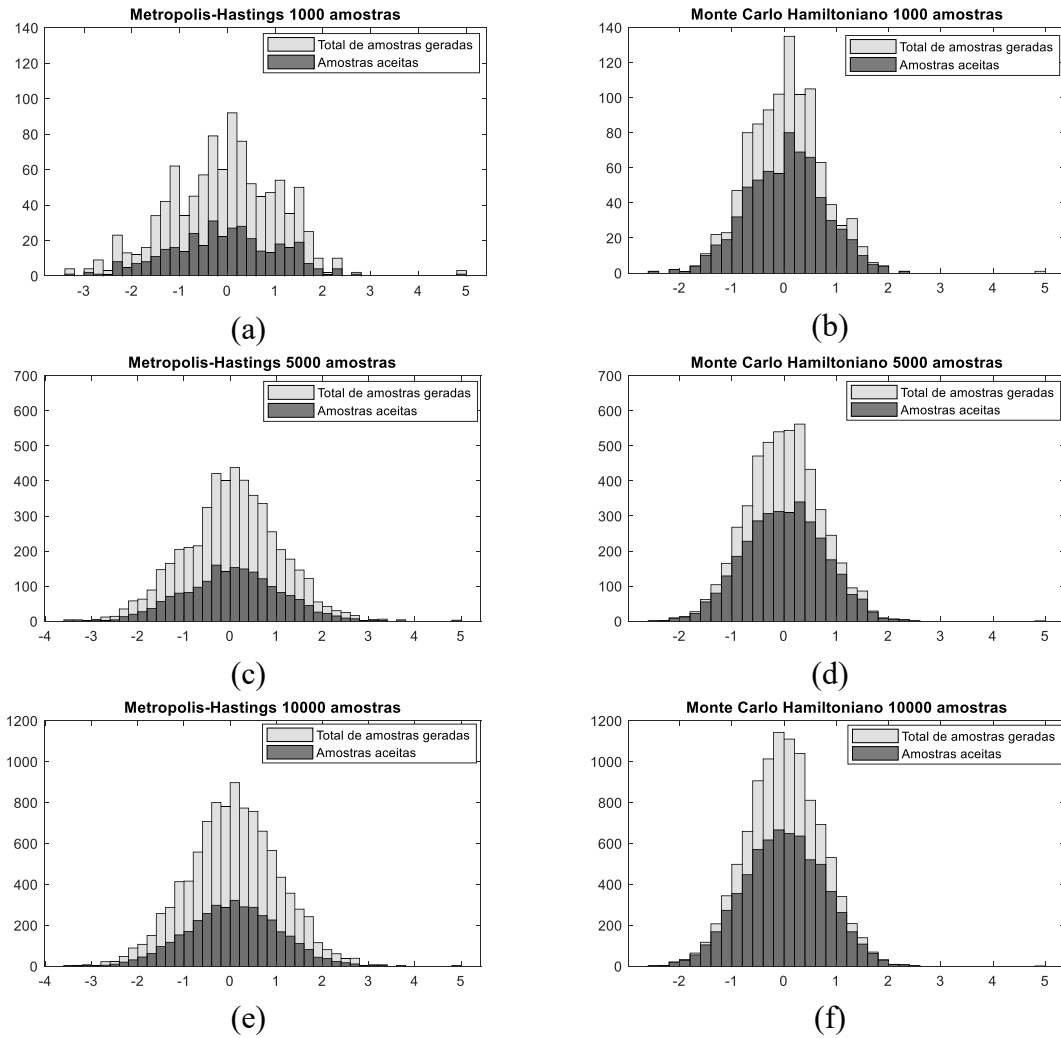 Metropolis-Hastings 1000 amostras
140
120
100
80
60
40
20
0
-3 -2 -1 0 1 2 3 4 5
Total de amostras geradas
Amostras aceitas
(a)
Monte Carlo Hamiltoniano 1000 amostras
140
120
100
80
60
40
20
0
-2 -1 0 1 2 3 4 5
Total de amostras geradas
Amostras aceitas
(b)
Metropolis-Hastings 5000 amostras
700
600
500
400
300
200
100
0
-4 -3 -2 -1 0 1 2 3 4 5
Total de amostras geradas
Amostras aceitas
(c)
Monte Carlo Hamiltoniano 5000 amostras
700
600
500
400
300
200
100
0
-2 -1 0 1 2 3 4 5
Total de amostras geradas
Amostras aceitas
(d)
Metropolis-Hastings 10000 amostras
1200
1000
800
600
400
200
0
-4 -3 -2 -1 0 1 2 3 4 5
Total de amostras geradas
Amostras aceitas
(e)
Monte Carlo Hamiltoniano 10000 amostras
1200
1000
800
600
400
200
0
-2 -1 0 1 2 3 4 5
Total de amostras geradas
Amostras aceitas
(f)